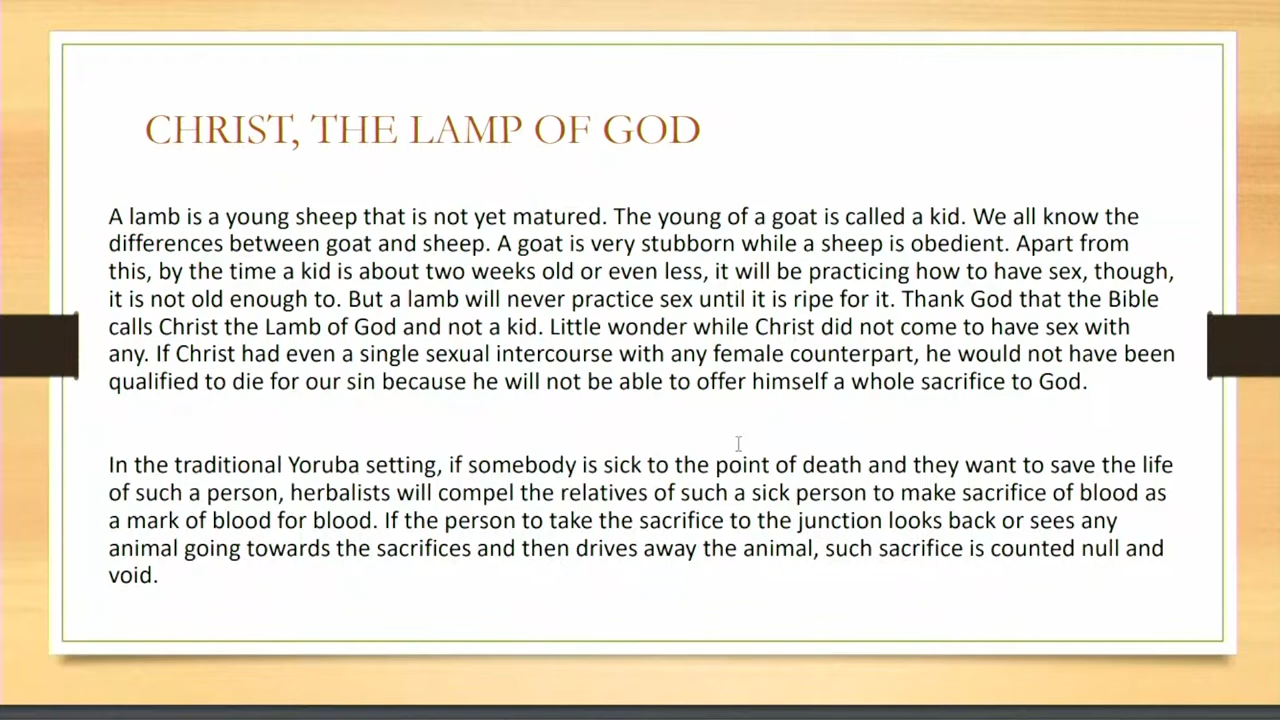 CHRIST, THE LAMP OF GOD
A lamb is a young sheep that is not yet matured. The young of a goat is called a kid. We all know the
differences between goat and sheep. A goat is very stubborn while a sheep is obedient. Apart from
this, by the time a kid is about two weeks old or even less, it will be practicing how to have sex, though,
it is not old enough to. But a lamb will never practice sex until it is ripe for it. Thank God that the Bible
calls Christ the Lamb of God and not a kid. Little wonder while Christ did not come to have sex with
any. If Christ had even a single sexual intercourse with any female counterpart, he would not have been
qualified to die for our sin because he will not be able to offer himself a whole sacrifice to God.
In the traditional Yoruba setting, if somebody is sick to the point of death and they want to save the life
of such a person, herbalists will compel the relatives of such a sick person to make sacrifice of blood as
a mark of blood for blood. If the person to take the sacrifice to the junction looks back or sees any
animal going towards the sacrifices and then drives away the animal, such sacrifice is counted null and
void.